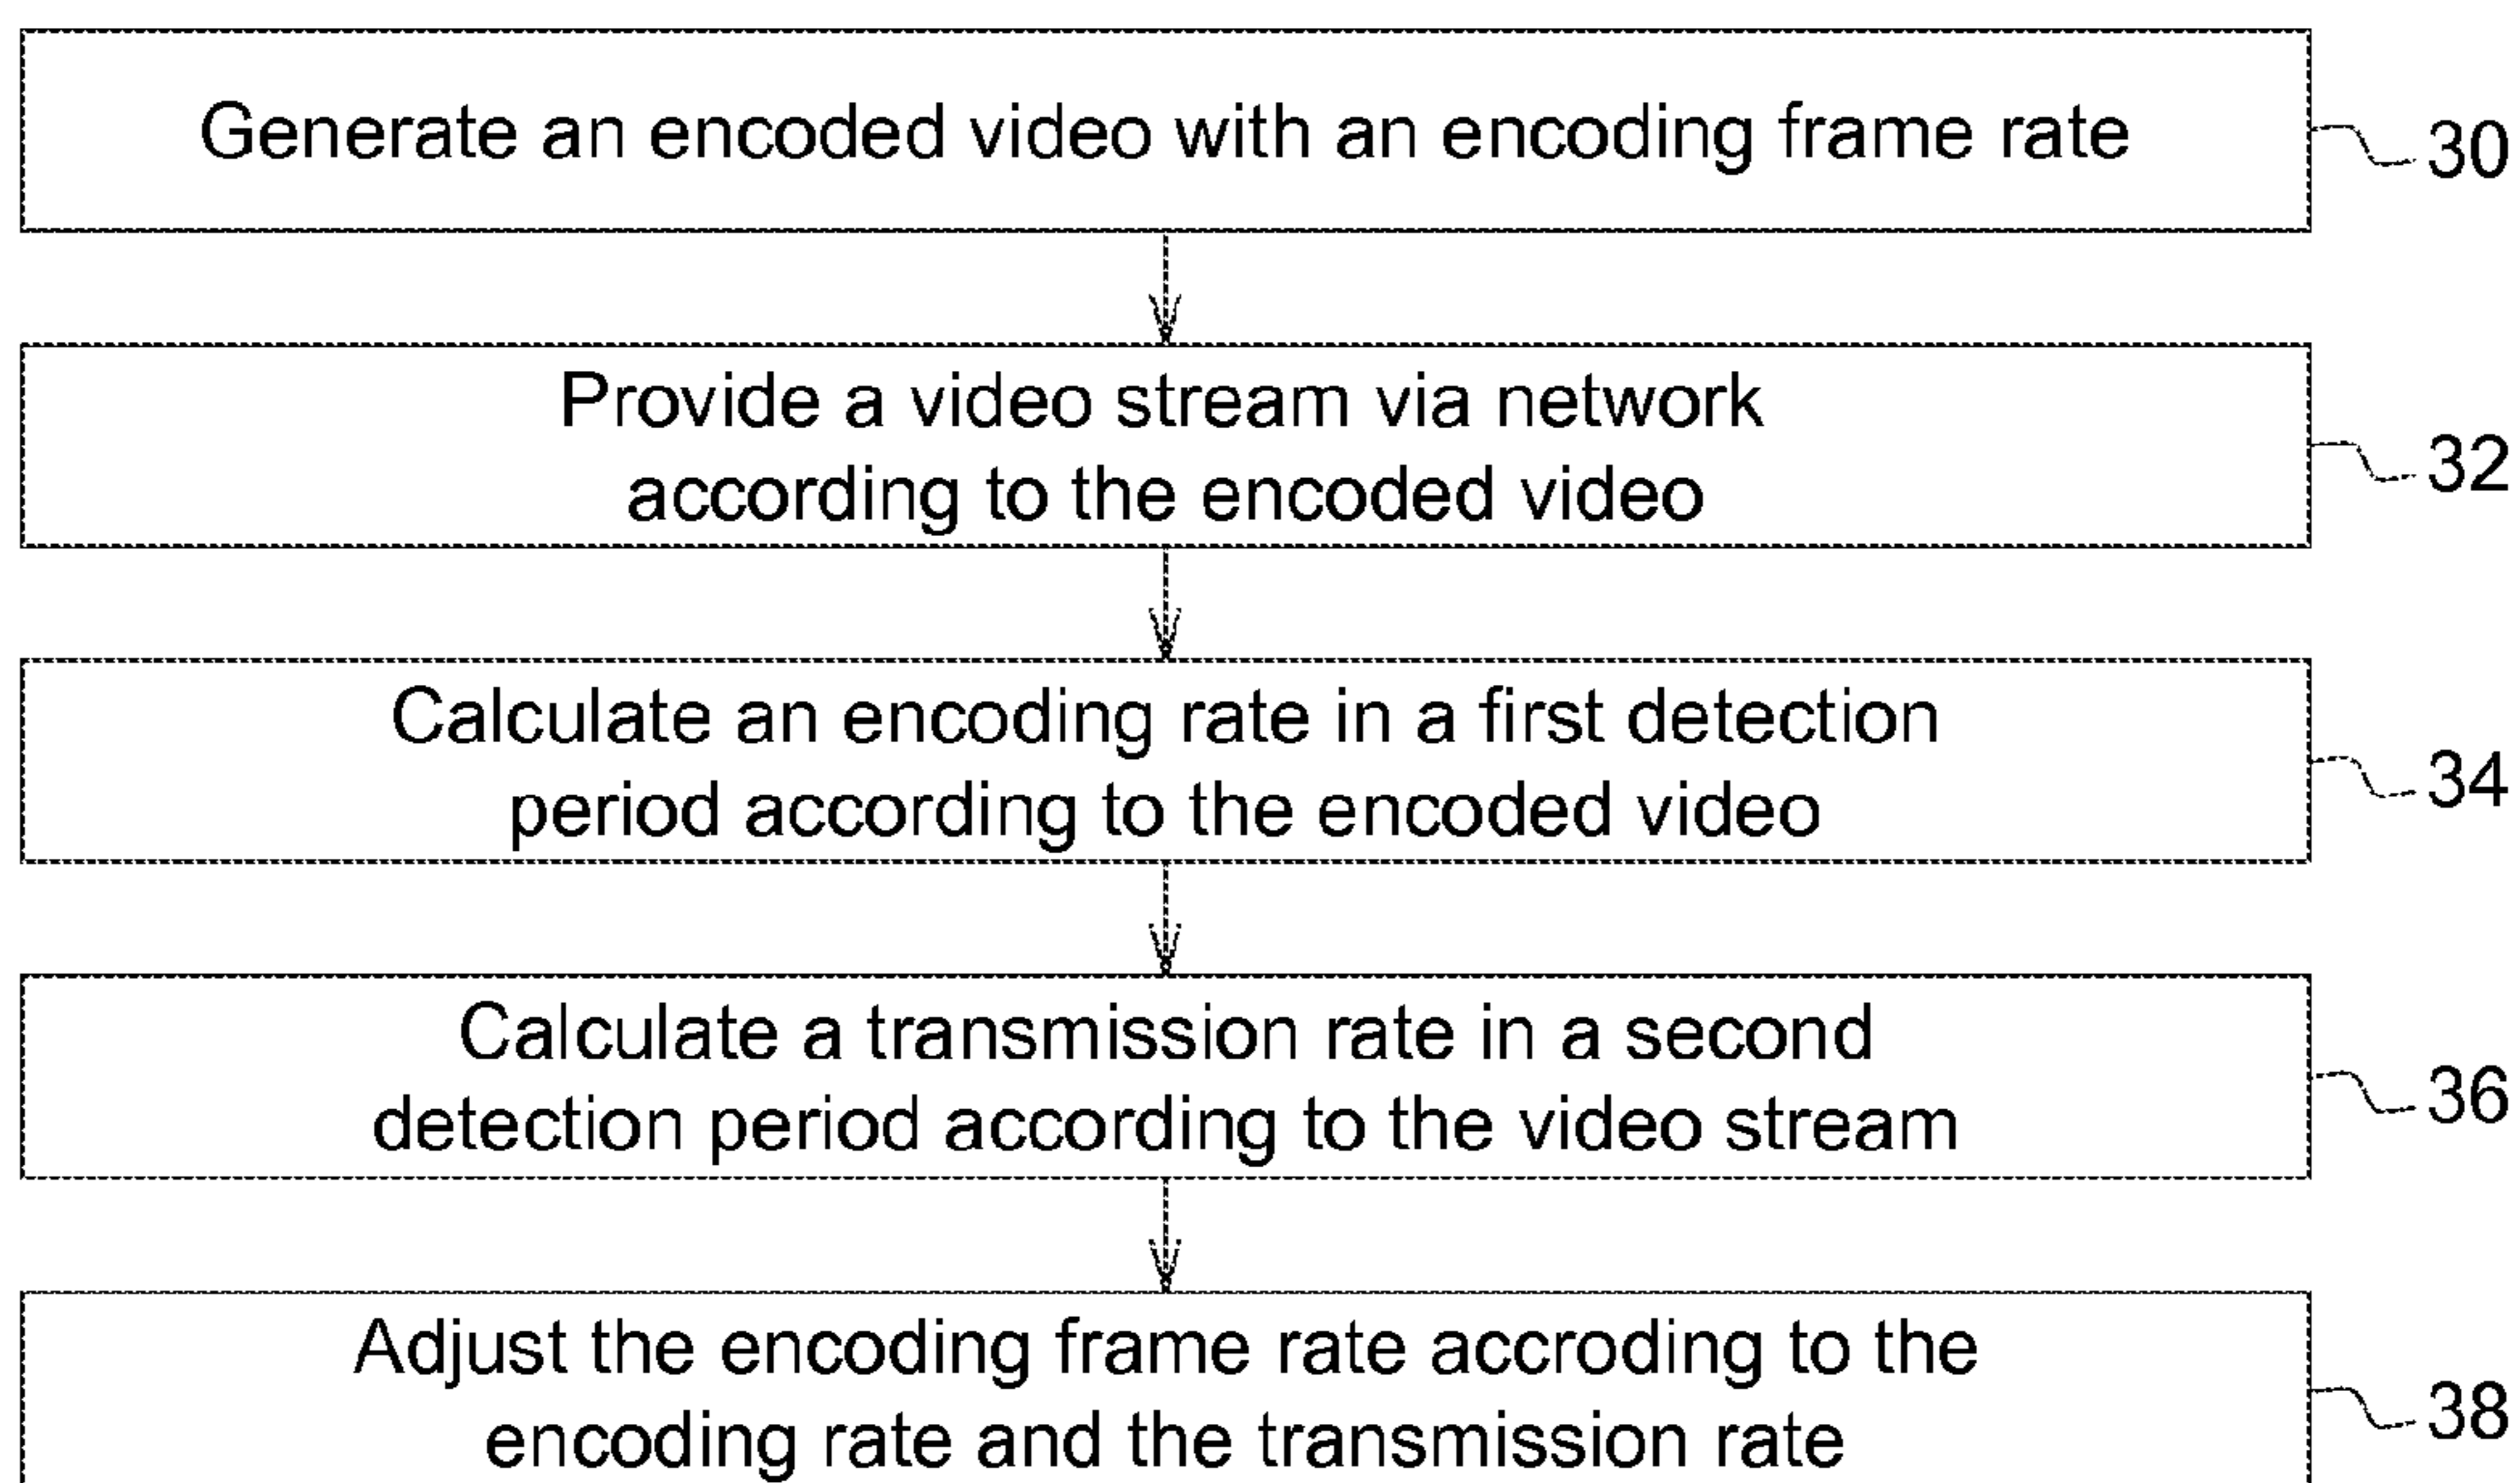 Generate an encoded video with an encoding frame rate
30
Provide a video stream via network
according to the encoded video
32
Calculate an encoding rate in a first detection
period according to the encoded video
34
Calculate a transmission rate in a second
detection period according to the video stream
36
Adjust the encoding frame rate accroding to the
encoding rate and the transmission rate
38